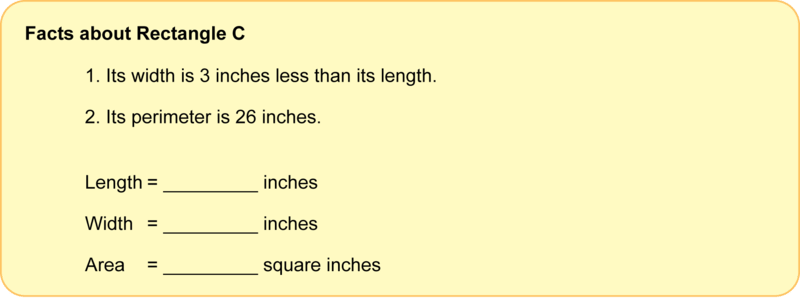 Facts about Rectangle C
1. Its width is 3 inches less than its length.
2. Its perimeter is 26 inches.
Length = _________ inches
Width = _________ inches
Area = _________ square inches